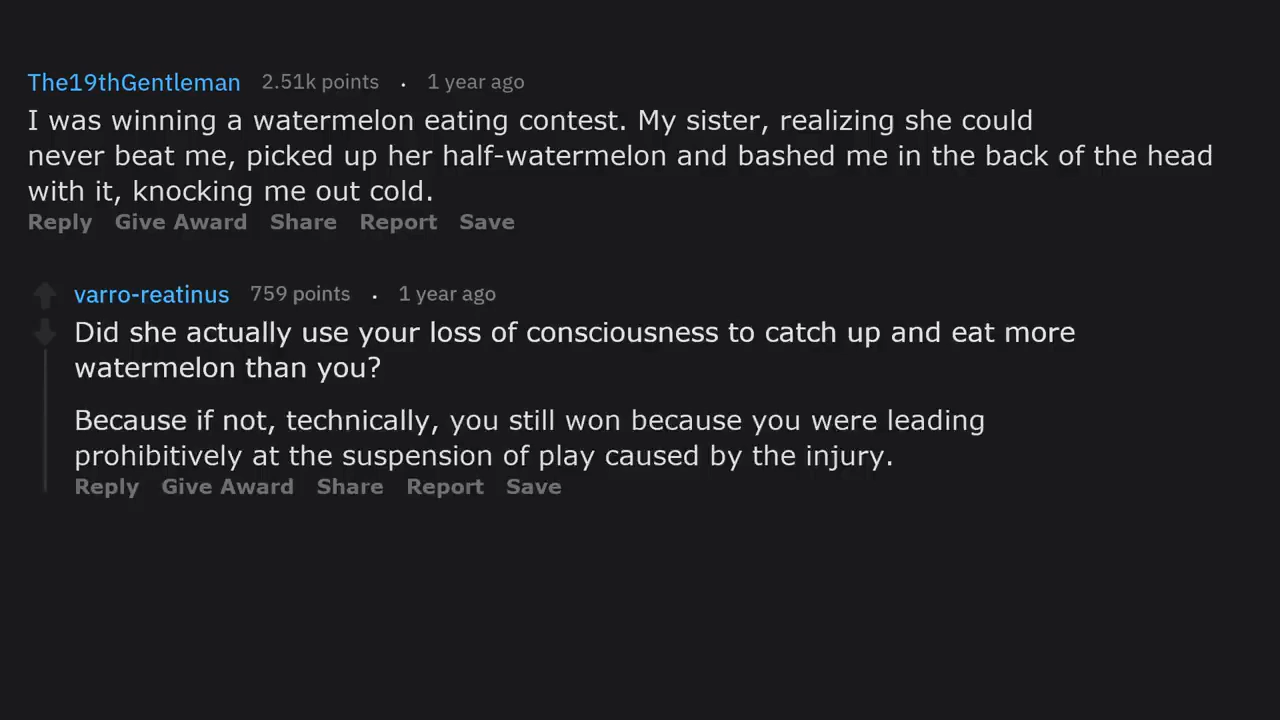 The19thGentleman 2.51k points · 1 year ago
I was winning a watermelon eating contest. My sister, realizing she could
never beat me, picked up her half-watermelon and bashed me in the back of the head
with it, knocking me out cold.
Reply Give Award Share Report Save
varro-reatinus 759 points · 1 year ago
Did she actually use your loss of consciousness to catch up and eat more
watermelon than you?
Because if not, technically, you still won because you were leading
prohibitively at the suspension of play caused by the injury.
Reply Give Award Share Report Save